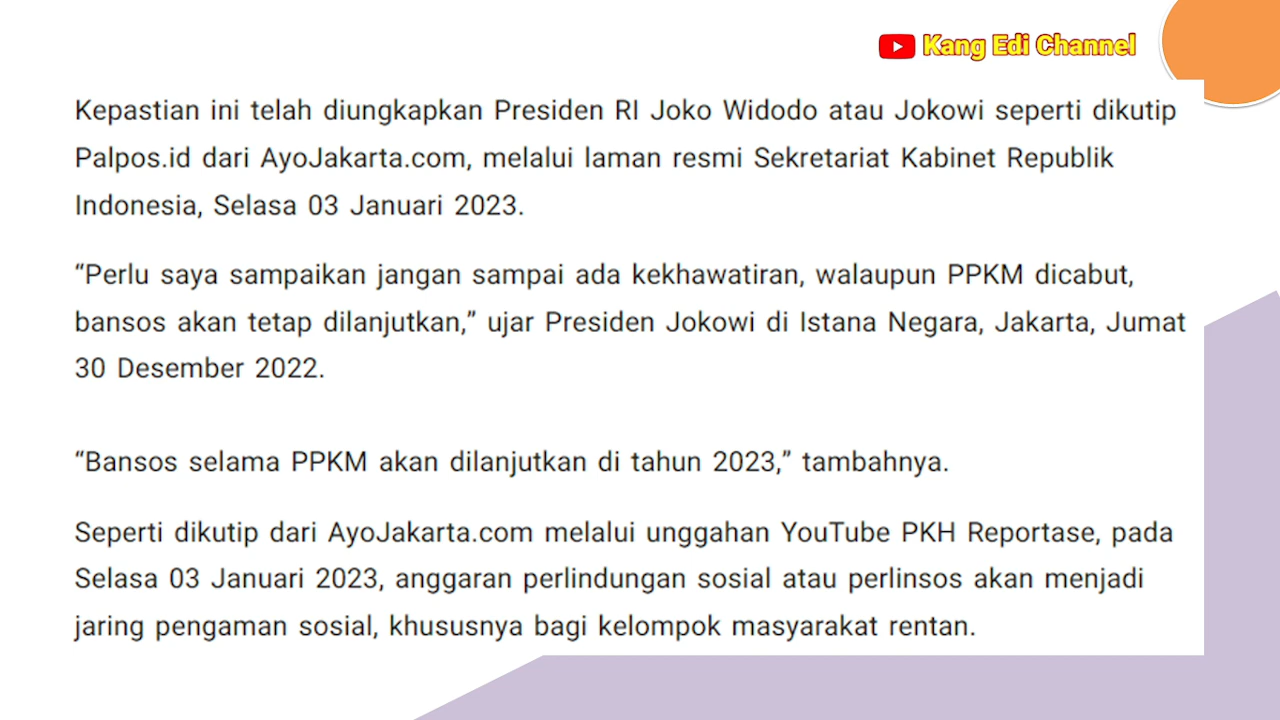 Kang Edi Channel
Kepastian ini telah diungkapkan Presiden RI Joko Widodo atau Jokowi seperti dikutip
Palpos.id dari AyoJakarta.com, melalui laman resmi Sekretariat Kabinet Republik
Indonesia, Selasa 03 Januari 2023.
“Perlu saya sampaikan jangan sampai ada kekhawatiran, walaupun PPKM dicabut,
bansos akan tetap dilanjutkan,” ujar Presiden Jokowi di Istana Negara, Jakarta, Jumat
30 Desember 2022.
“Bansos selama PPKM akan dilanjutkan di tahun 2023,” tambahnya.
Seperti dikutip dari AyoJakarta.com melalui unggahan YouTube PKH Reportase, pada
Selasa 03 Januari 2023, anggaran perlindungan sosial atau perlinsos akan menjadi
jaring pengaman sosial, khususnya bagi kelompok masyarakat rentan.